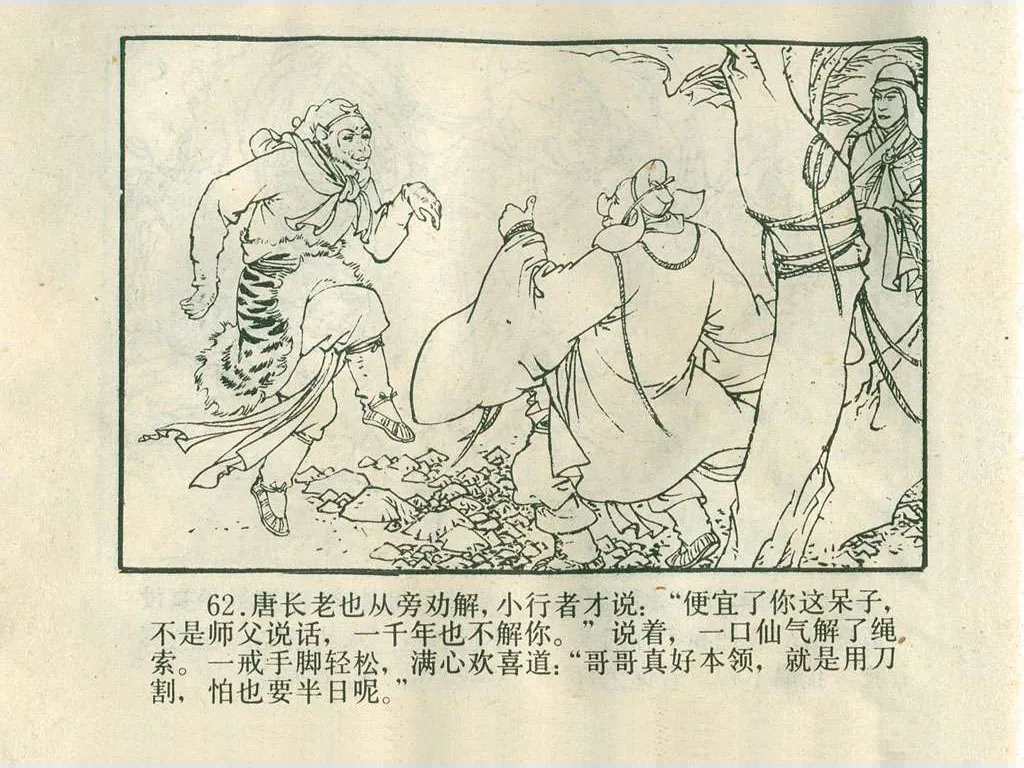 62.唐长老也从旁劝解，小行者才说：“便宜了你这呆子，
不是师父说话，一千年也不解你。”说着，一口仙气解了绳
索。一戒手脚轻松，满心欢喜道：“哥哥真好本领，就是用刀
割，怕也要半日呢。”